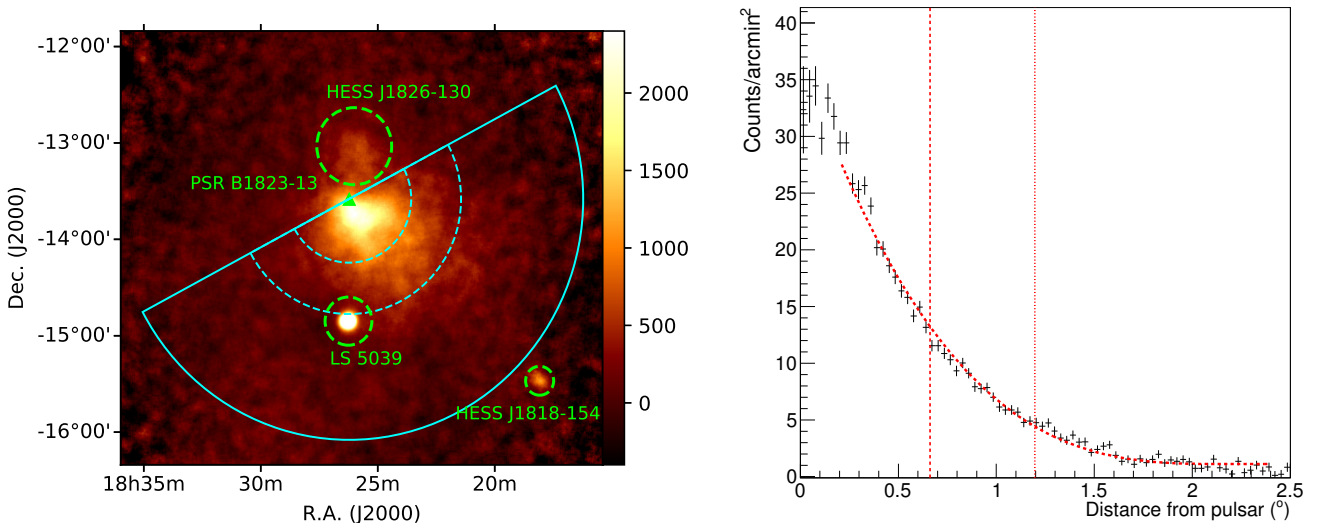 -12°00'
-13°00'
-14°00'
-15°00'
-16°00'
Dec. (J2000)
18h35m
30m
25m
20m
R.A. (J2000)
HESS J1826-130
PSR B1823-13
LS 5039
HESS J1818-154
2000
1500
1000
500
0
Counts/arcmin²
40
35
30
25
20
15
10
5
0
0
0.5
1
1.5
2
2.5
Distance from pulsar (°)